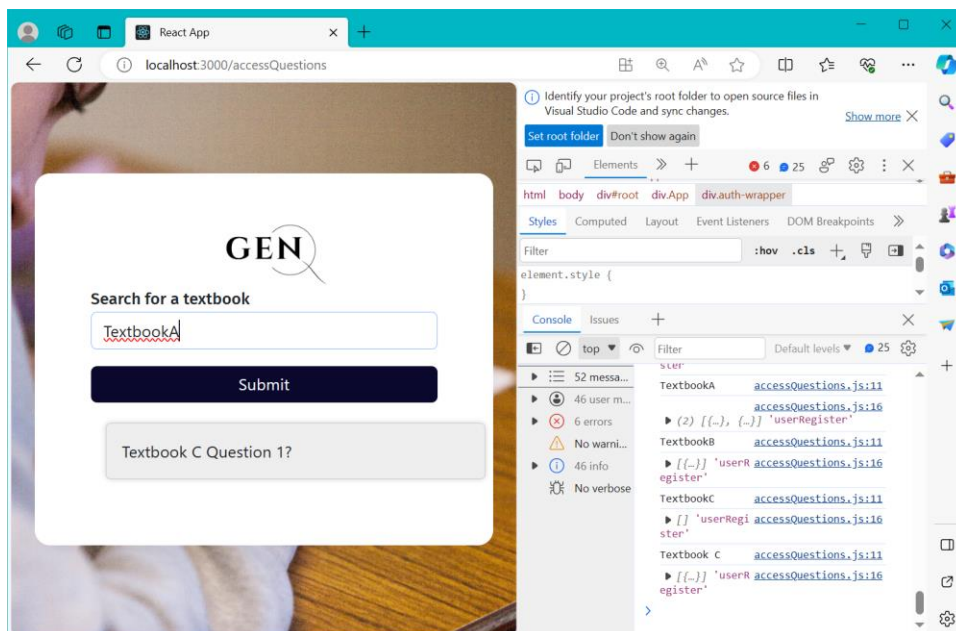 React App
localhost:3000/accessQuestions
GENQ
Search for a textbook
TextbookA
Submit
Textbook C Question 1?
Identify your project's root folder to open source files in
Visual Studio Code and sync changes.
Show more
Set root folder Don't show again
Elements 6 25
html body div#root div.App div.auth-wrapper
Styles Computed Layout Event Listeners DOM Breakpoints
Filter :hov .cls
element.style {
}
Console Issues
top Filter Default levels 25
52 messa...
46 user m...
6 errors
No warni...
46 info
No verbose
ster'
TextbookA accessQuestions.js:11
accessQuestions.js:16
(2) [{…}, {…}] 'userRegister'
TextbookB accessQuestions.js:11
[{…}] 'userR accessQuestions.js:16
egister'
TextbookC accessQuestions.js:11
[] 'userRegi accessQuestions.js:16
ster'
Textbook C accessQuestions.js:11
[{…}] 'userR accessQuestions.js:16
egister'